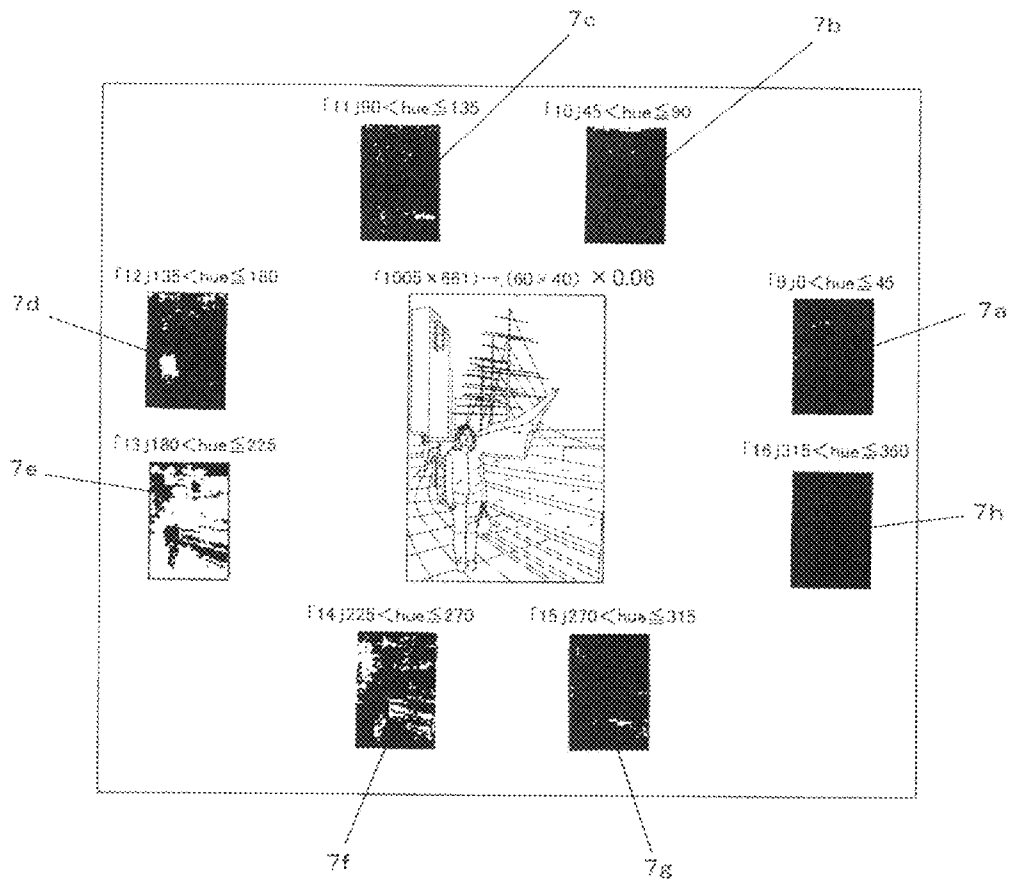 7c
7b
「11」90<hue≦135
「10」45<hue≦90
「12」135<hue≦180
(1005×661)→(60×40) ×0.06
「9」0<hue≦45
7d
7a
「13」180<hue≦225
「16」315<hue≦360
7e
7h
「14」225<hue≦270
「15」270<hue≦315
7f
7g